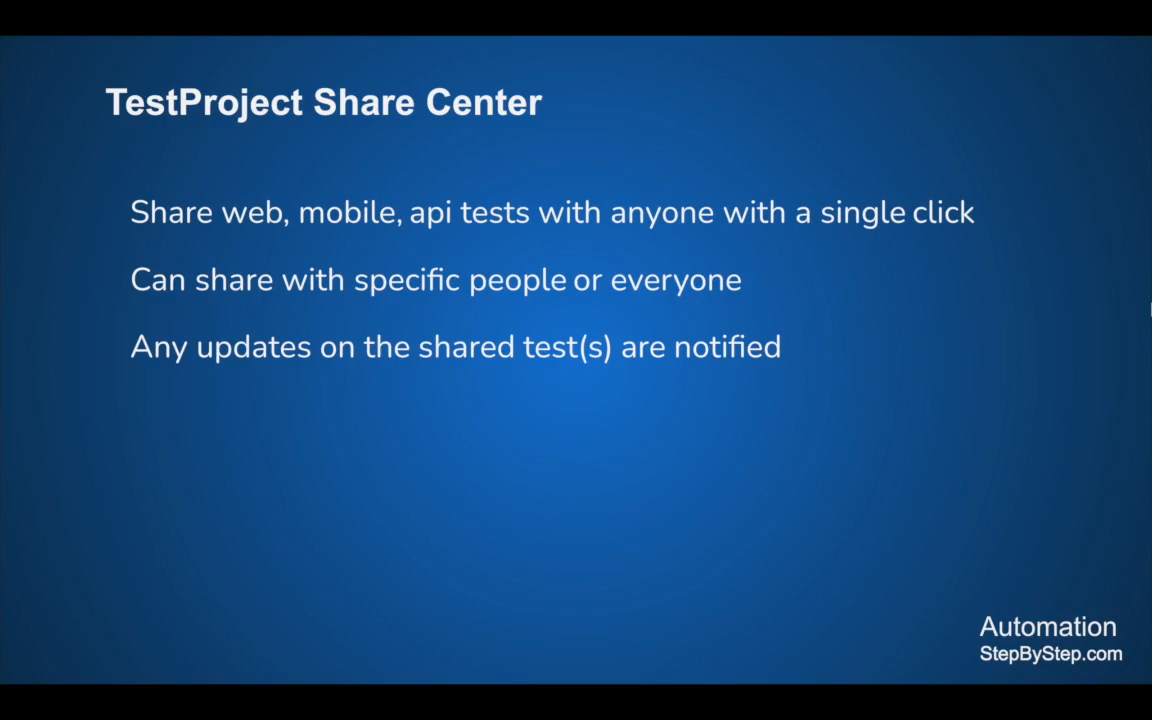 TestProject Share Center
Share web, mobile, api tests with anyone with a single click
Can share with specific people or everyone
Any updates on the shared test(s) are notified
Automation
StepByStep.com